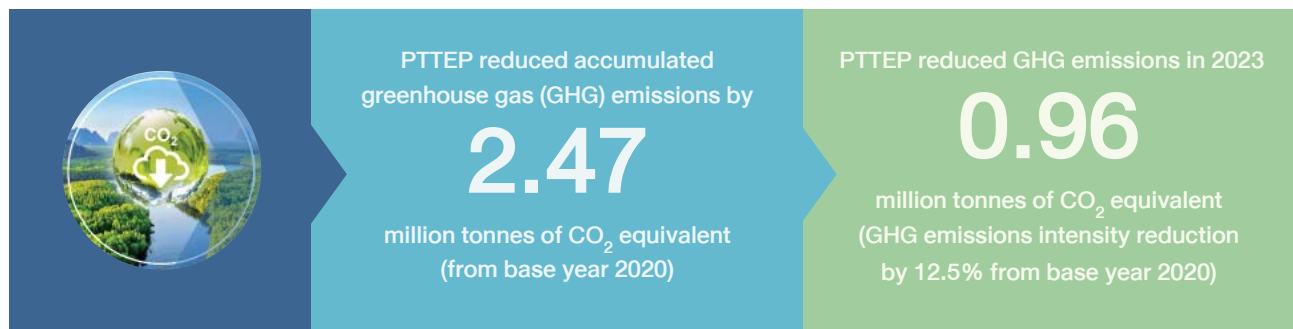 CO₂
PTTEP reduced accumulated
greenhouse gas (GHG) emissions by
2.47
million tonnes of CO₂ equivalent
(from base year 2020)
PTTEP reduced GHG emissions in 2023
0.96
million tonnes of CO₂ equivalent
(GHG emissions intensity reduction
by 12.5% from base year 2020)